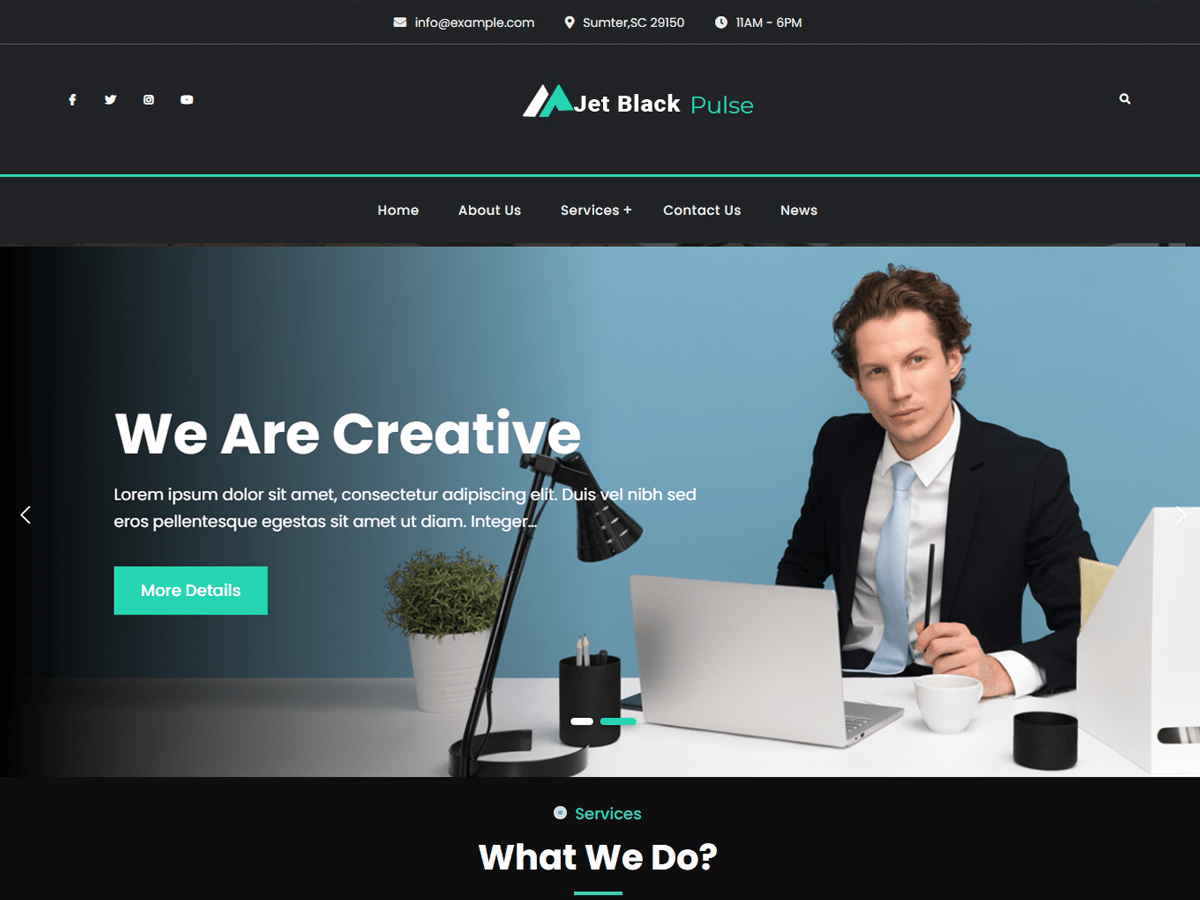 info@example.com Sumter,SC 29150 11AM - 6PM
Jet Black Pulse
Home About Us Services + Contact Us News
We Are Creative
Lorem ipsum dolor sit amet, consectetur adipiscing elit. Duis vel nibh sed
eros pellentesque egestas sit amet ut diam. Integer...
More Details
Services
What We Do?